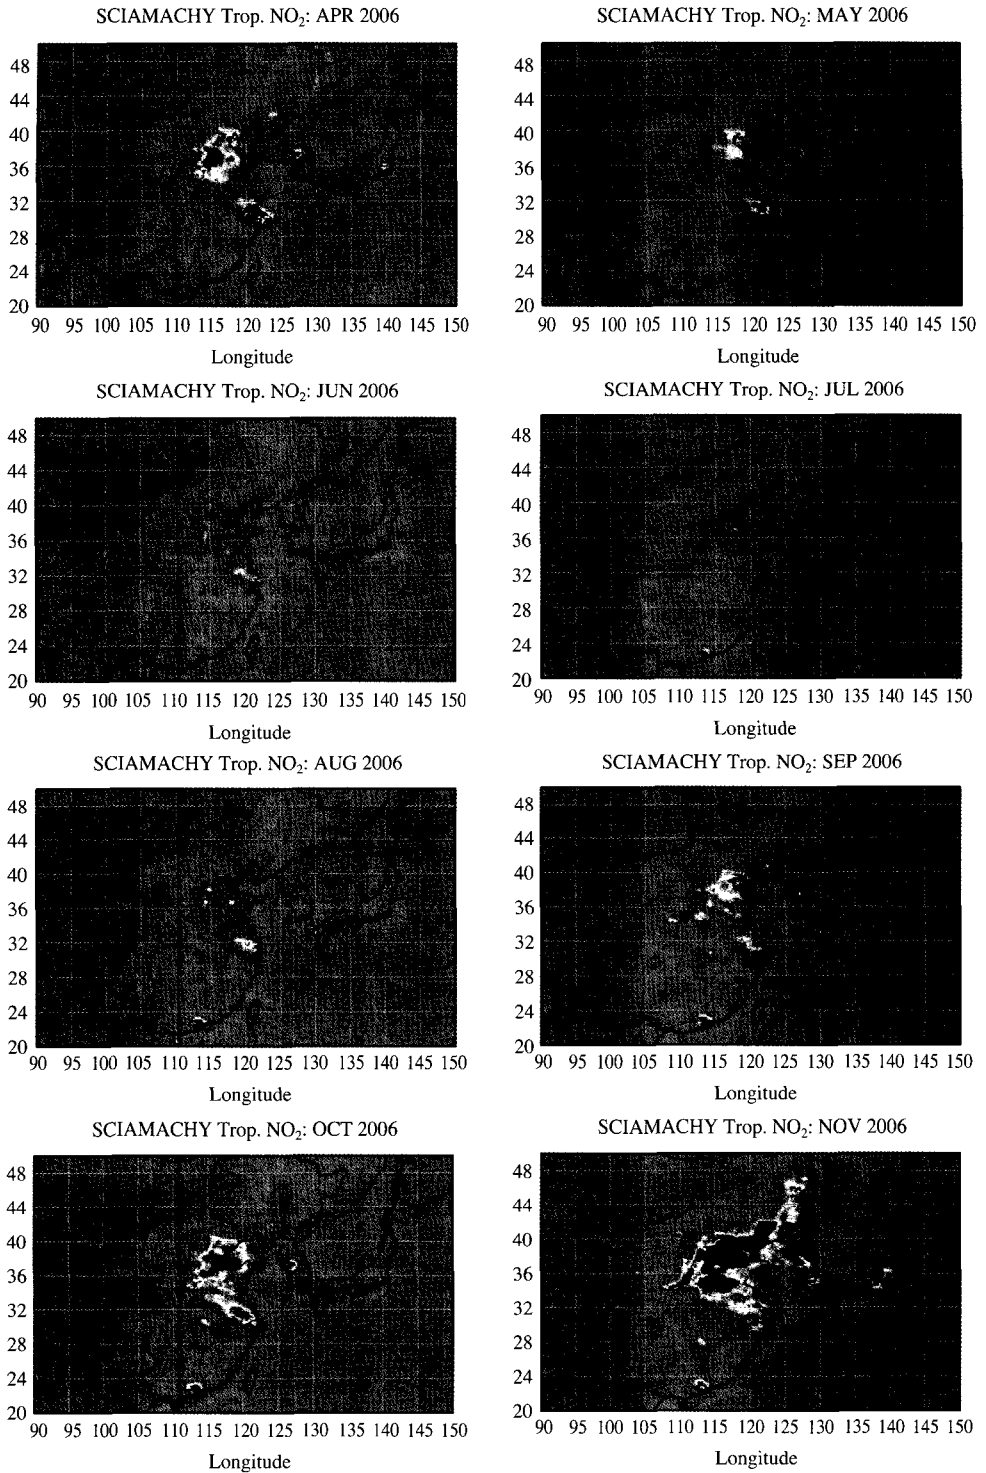 SCIAMACHY Trop. NO₂: APR 2006
48
44
40
36
32
28
24
20
90 95 100 105 110 115 120 125 130 135 140 145 150
Longitude
SCIAMACHY Trop. NO₂: MAY 2006
48
44
40
36
32
28
24
20
90 95 100 105 110 115 120 125 130 135 140 145 150
Longitude
SCIAMACHY Trop. NO₂: JUN 2006
48
44
40
36
32
28
24
20
90 95 100 105 110 115 120 125 130 135 140 145 150
Longitude
SCIAMACHY Trop. NO₂: JUL 2006
48
44
40
36
32
28
24
20
90 95 100 105 110 115 120 125 130 135 140 145 150
Longitude
SCIAMACHY Trop. NO₂: AUG 2006
48
44
40
36
32
28
24
20
90 95 100 105 110 115 120 125 130 135 140 145 150
Longitude
SCIAMACHY Trop. NO₂: SEP 2006
48
44
40
36
32
28
24
20
90 95 100 105 110 115 120 125 130 135 140 145 150
Longitude
SCIAMACHY Trop. NO₂: OCT 2006
48
44
40
36
32
28
24
20
90 95 100 105 110 115 120 125 130 135 140 145 150
Longitude
SCIAMACHY Trop. NO₂: NOV 2006
48
44
40
36
32
28
24
20
90 95 100 105 110 115 120 125 130 135 140 145 150
Longitude